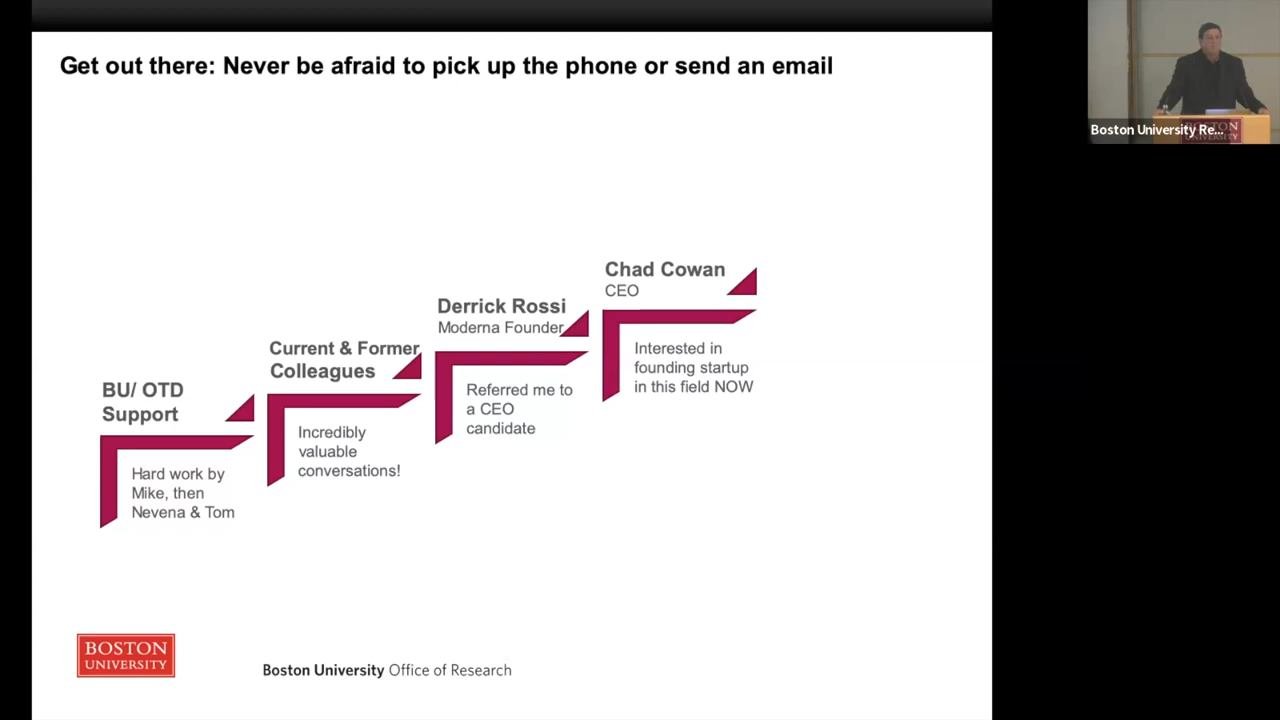 Get out there: Never be afraid to pick up the phone or send an email
Boston University Re...
BOSTON
UNIVERSITY
Chad Cowan
CEO
Interested in
founding startup
in this field NOW
Derrick Rossi
Moderna Founder
Referred me to
a CEO
candidate
Current & Former
Colleagues
Incredibly
valuable
conversations!
BU/ OTD
Support
Hard work by
Mike, then
Nevena & Tom
BOSTON
UNIVERSITY
Boston University Office of Research